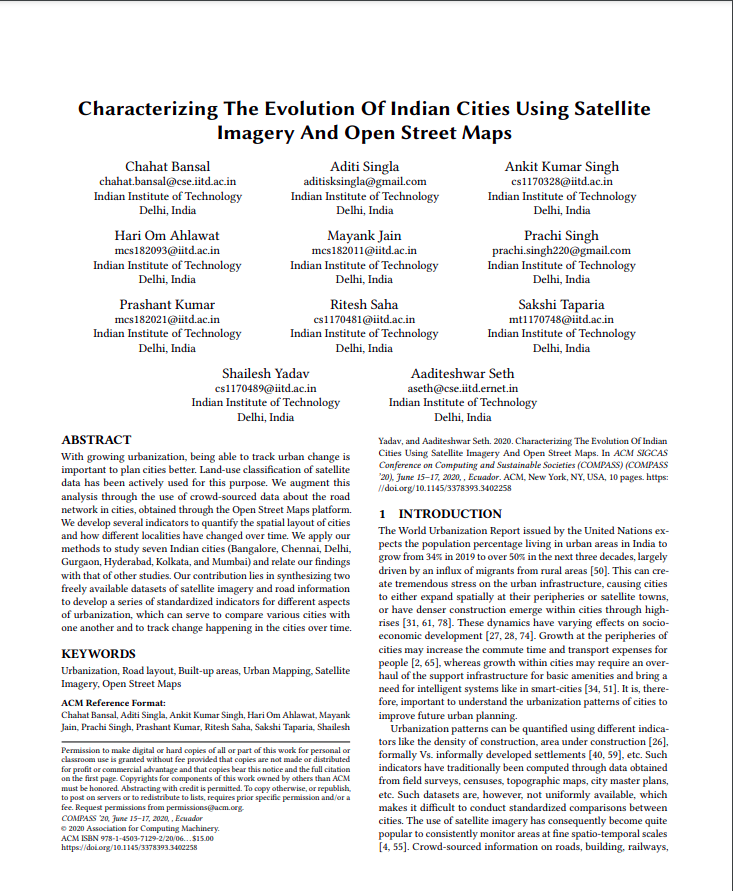 Characterizing The Evolution Of Indian Cities Using Satellite
Imagery And Open Street Maps
Chahat Bansal
chahat.bansal@cse.iitd.ac.in
Indian Institute of Technology
Delhi, India
Aditi Singla
aditisksingla@gmail.com
Indian Institute of Technology
Delhi, India
Ankit Kumar Singh
cs1170328@iitd.ac.in
Indian Institute of Technology
Delhi, India
Hari Om Ahlawat
mcs182093@iitd.ac.in
Indian Institute of Technology
Delhi, India
Mayank Jain
mcs182011@iitd.ac.in
Indian Institute of Technology
Delhi, India
Prachi Singh
prachi.singh220@gmail.com
Indian Institute of Technology
Delhi, India
Prashant Kumar
mcs182021@iitd.ac.in
Indian Institute of Technology
Delhi, India
Ritesh Saha
cs1170481@iitd.ac.in
Indian Institute of Technology
Delhi, India
Sakshi Taparia
mt1170748@iitd.ac.in
Indian Institute of Technology
Delhi, India
Shailesh Yadav
cs1170489@iitd.ac.in
Indian Institute of Technology
Delhi, India
Aaditeshwar Seth
aseth@cse.iitd.ernet.in
Indian Institute of Technology
Delhi, India
ABSTRACT
With growing urbanization, being able to track urban change is
important to plan cities better. Land-use classification of satellite
data has been actively used for this purpose. We augment this
analysis through the use of crowd-sourced data about the road
network in cities, obtained through the Open Street Maps platform.
We develop several indicators to quantify the spatial layout of cities
and how different localities have changed over time. We apply our
methods to study seven Indian cities (Bangalore, Chennai, Delhi,
Gurgaon, Hyderabad, Kolkata, and Mumbai) and relate our findings
with that of other studies. Our contribution lies in synthesizing two
freely available datasets of satellite imagery and road information
to develop a series of standardized indicators for different aspects
of urbanization, which can serve to compare various cities with
one another and to track change happening in the cities over time.
KEYWORDS
Urbanization, Road layout, Built-up areas, Urban Mapping, Satellite
Imagery, Open Street Maps
ACM Reference Format:
Chahat Bansal, Aditi Singla, Ankit Kumar Singh, Hari Om Ahlawat, Mayank
Jain, Prachi Singh, Prashant Kumar, Ritesh Saha, Sakshi Taparia, Shailesh
Permission to make digital or hard copies of all or part of this work for personal or
classroom use is granted without fee provided that copies are not made or distributed
for profit or commercial advantage and that copies bear this notice and the full citation
on the first page. Copyrights for components of this work owned by others than ACM
must be honored. Abstracting with credit is permitted. To copy otherwise, or republish,
to post on servers or to redistribute to lists, requires prior specific permission and/or a
fee. Request permissions from permissions@acm.org.
COMPASS '20, June 15–17, 2020, , Ecuador
© 2020 Association for Computing Machinery.
ACM ISBN 978-1-4503-7129-2/20/06...$15.00
https://doi.org/10.1145/3378393.3402258
Yadav, and Aaditeshwar Seth. 2020. Characterizing The Evolution Of Indian
Cities Using Satellite Imagery And Open Street Maps. In ACM SIGCAS
Conference on Computing and Sustainable Societies (COMPASS) (COMPASS
'20), June 15–17, 2020, , Ecuador. ACM, New York, NY, USA, 10 pages. https:
//doi.org/10.1145/3378393.3402258
1 INTRODUCTION
The World Urbanization Report issued by the United Nations ex-
pects the population percentage living in urban areas in India to
grow from 34% in 2019 to over 50% in the next three decades, largely
driven by an influx of migrants from rural areas [50]. This can cre-
ate tremendous stress on the urban infrastructure, causing cities
to either expand spatially at their peripheries or satellite towns,
or have denser construction emerge within cities through high-
rises [31, 61, 78]. These dynamics have varying effects on socio-
economic development [27, 28, 74]. Growth at the peripheries of
cities may increase the commute time and transport expenses for
people [2, 65], whereas growth within cities may require an over-
haul of the support infrastructure for basic amenities and bring a
need for intelligent systems like in smart-cities [34, 51]. It is, there-
fore, important to understand the urbanization patterns of cities to
improve future urban planning.
Urbanization patterns can be quantified using different indica-
tors like the density of construction, area under construction [26],
formally Vs. informally developed settlements [40, 59], etc. Such
indicators have traditionally been computed through data obtained
from field surveys, censuses, topographic maps, city master plans,
etc. Such datasets are, however, not uniformly available, which
makes it difficult to conduct standardized comparisons between
cities. The use of satellite imagery has consequently become quite
popular to consistently monitor areas at fine spatio-temporal scales
[4, 55]. Crowd-sourced information on roads, building, railways,